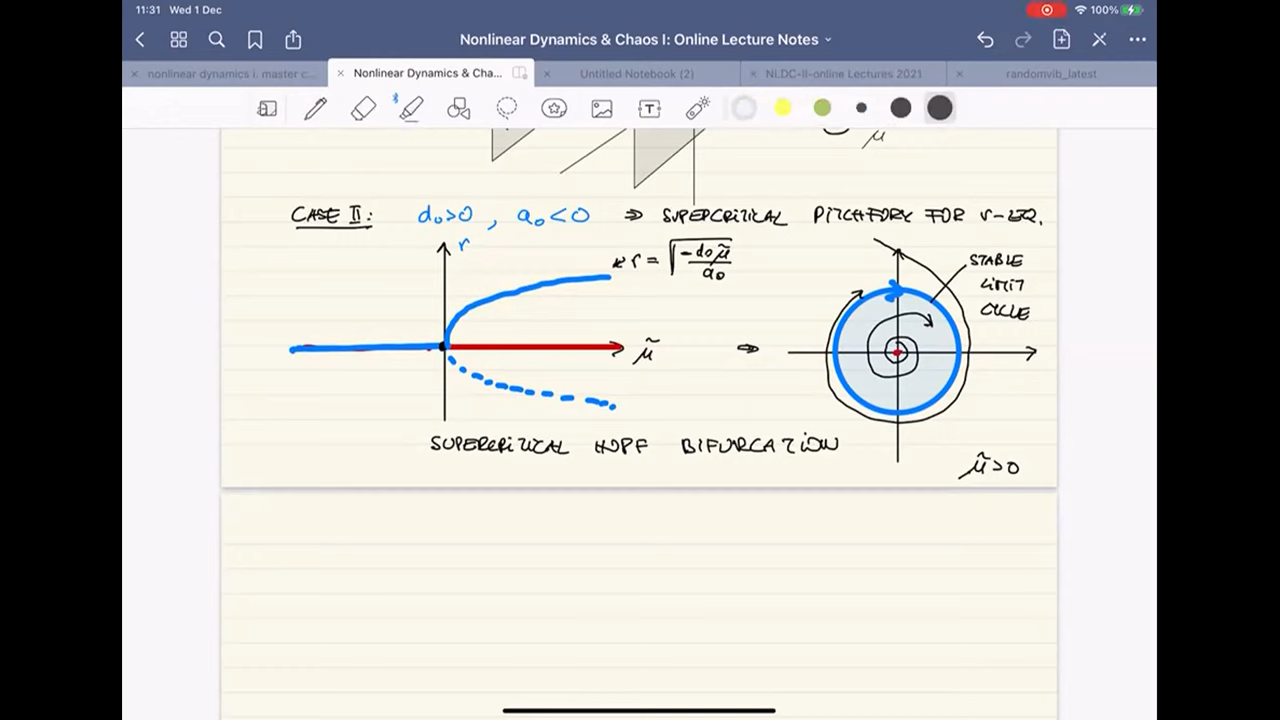 11:31 Wed 1 Dec
100%
Nonlinear Dynamics & Chaos I: Online Lecture Notes
nonlinear dynamics i. master c...
Nonlinear Dynamics & Cha...
Untitled Notebook (2)
NLDC-II-online Lectures 2021
randomvib_latest
μ
CASE II: d₀>0 , a₀<0 ⇒ SUPERCRITICAL PITCHFORK FOR r-EQ.
r
r = √(-d₀μ̃/a₀)
STABLE
LIMIT
CYCLE
μ̃
⇒
SUPERCRITICAL HOPF BIFURCATION
μ̃>0